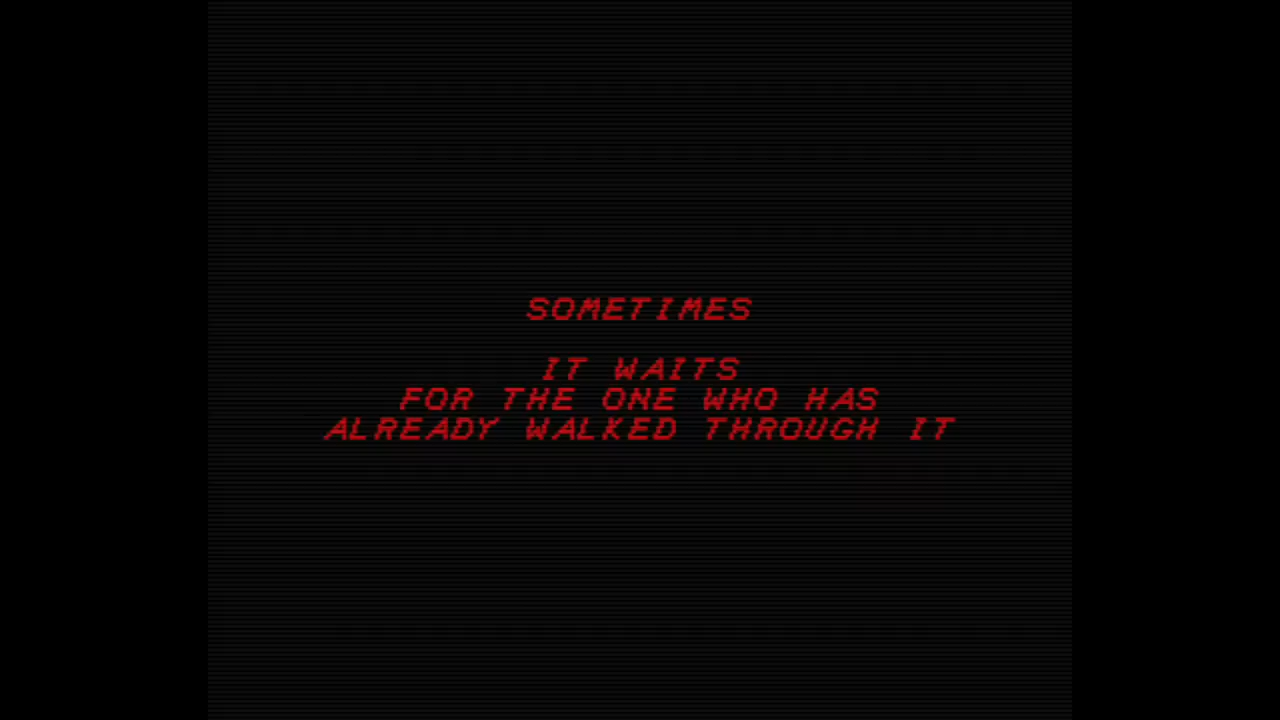 SOMETIMES
IT WAITS
FOR THE ONE WHO HAS
ALREADY WALKED THROUGH IT